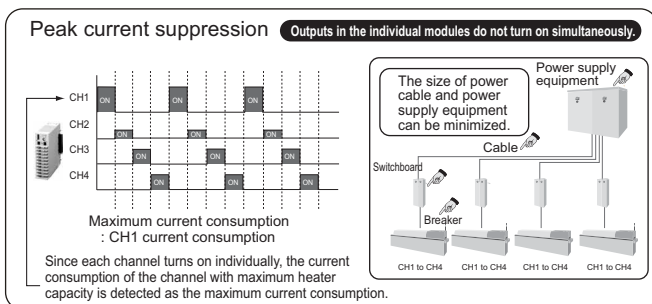 Peak current suppression
Outputs in the individual modules do not turn on simultaneously.
CH1
ON
ON
ON
CH2
ON
ON
ON
CH3
ON
ON
ON
CH4
ON
ON
ON
Maximum current consumption
: CH1 current consumption
Since each channel turns on individually, the current
consumption of the channel with maximum heater
capacity is detected as the maximum current consumption.
The size of power
cable and power
supply equipment
can be minimized.
Power supply
equipment
Cable
Switchboard
Breaker
CH1 to CH4
CH1 to CH4
CH1 to CH4
CH1 to CH4